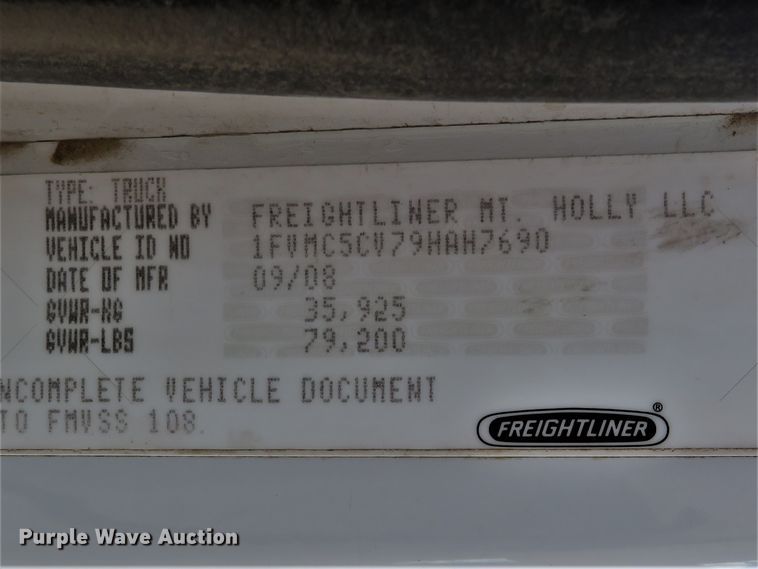 TYPE: TRUCK
MANUFACTURED BY FREIGHTLINER MT. HOLLY LLC
VEHICLE ID NO 1FVMC5CV79HAH7690
DATE OF MFR 09/08
GVWR-KG 35,925
GVWR-LBS 79,200
NCOMPLETE VEHICLE DOCUMENT
TO FMVSS 108.
FREIGHTLINER®
Purple Wave Auction